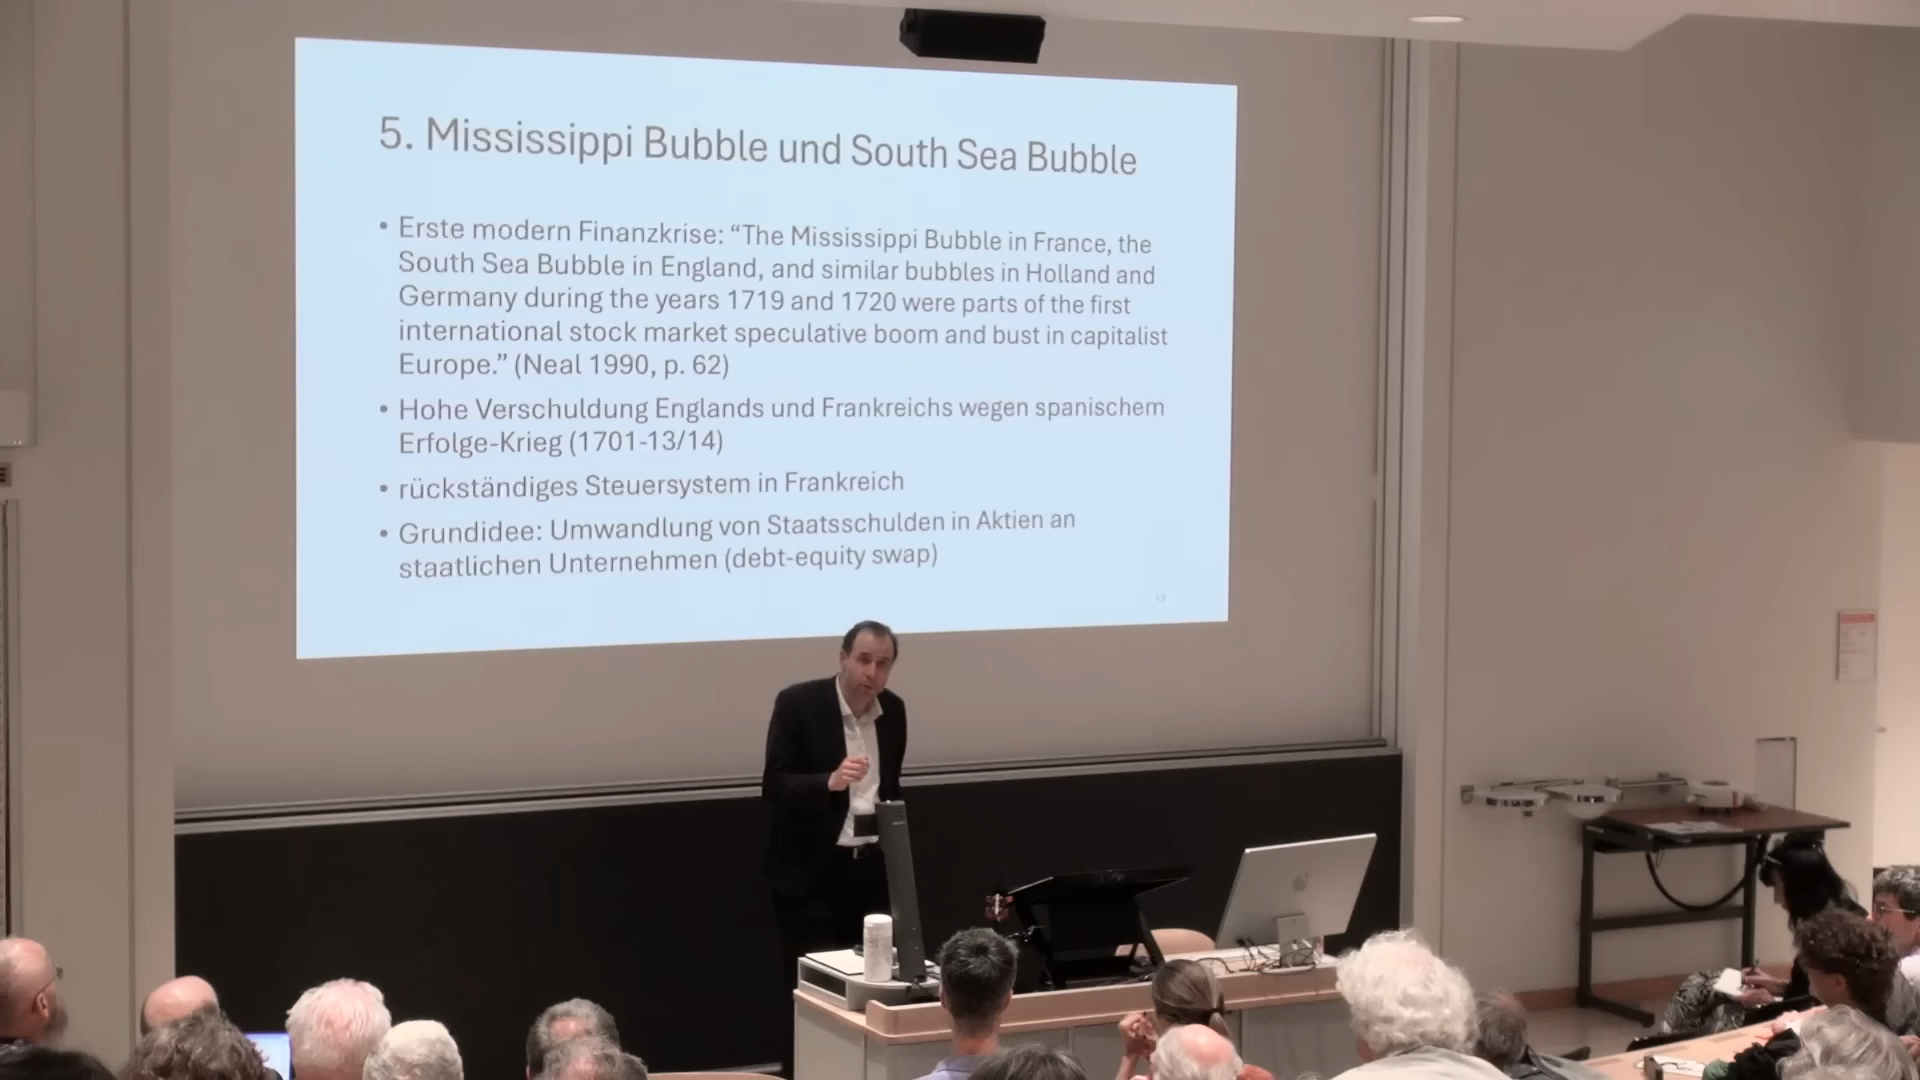 5. Mississippi Bubble und South Sea Bubble
• Erste modern Finanzkrise: “The Mississippi Bubble in France, the
South Sea Bubble in England, and similar bubbles in Holland and
Germany during the years 1719 and 1720 were parts of the first
international stock market speculative boom and bust in capitalist
Europe.” (Neal 1990, p. 62)
• Hohe Verschuldung Englands und Frankreichs wegen spanischem
Erfolge-Krieg (1701-13/14)
• rückständiges Steuersystem in Frankreich
• Grundidee: Umwandlung von Staatsschulden in Aktien an
staatlichen Unternehmen (debt-equity swap)
13